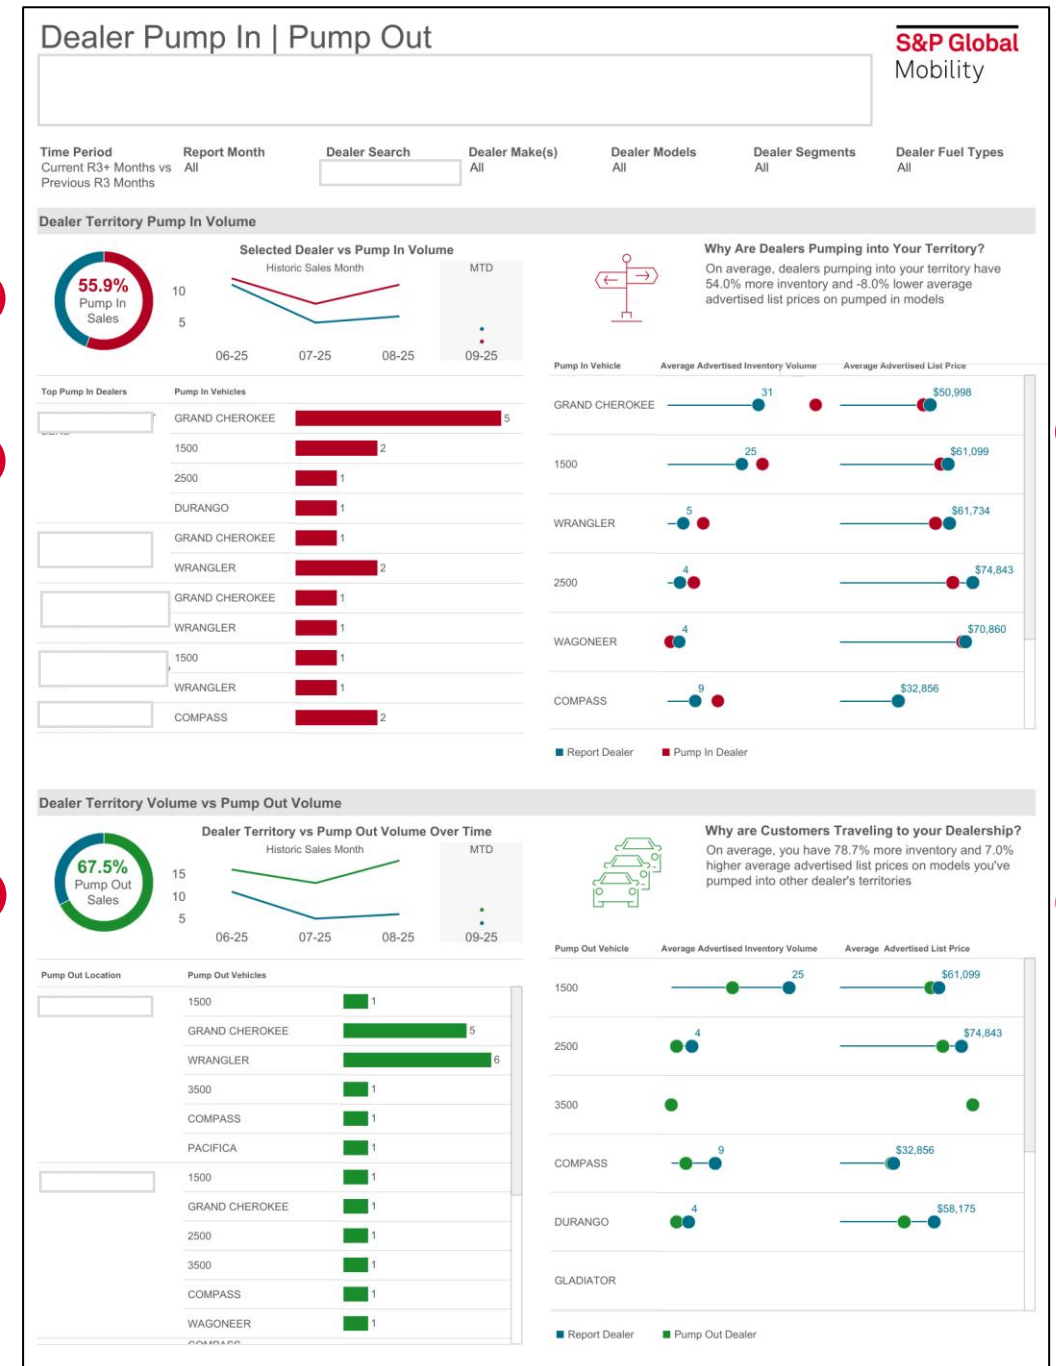 Dealer Pump In | Pump Out
S&P Global
Mobility
Time Period
Current R3+ Months vs
Previous R3 Months
Report Month
All
Dealer Search
Dealer Make(s)
All
Dealer Models
All
Dealer Segments
All
Dealer Fuel Types
All
Dealer Territory Pump In Volume
55.9%
Pump In
Sales
Selected Dealer vs Pump In Volume
Historic Sales Month
MTD
10
5
06-25 07-25 08-25 09-25
Why Are Dealers Pumping into Your Territory?
On average, dealers pumping into your territory have
54.0% more inventory and -8.0% lower average
advertised list prices on pumped in models
Top Pump In Dealers Pump In Vehicles
GRAND CHEROKEE 5
1500 2
2500 1
DURANGO 1
GRAND CHEROKEE 1
WRANGLER 2
GRAND CHEROKEE 1
WRANGLER 1
1500 1
WRANGLER 1
COMPASS 2
Pump In Vehicle Average Advertised Inventory Volume Average Advertised List Price
GRAND CHEROKEE 31 $50,998
1500 25 $61,099
WRANGLER 5 $61,734
2500 4 $74,843
WAGONEER 4 $70,860
COMPASS 9 $32,856
Report Dealer Pump In Dealer
Dealer Territory Volume vs Pump Out Volume
67.5%
Pump Out
Sales
Dealer Territory vs Pump Out Volume Over Time
Historic Sales Month
MTD
15
10
5
06-25 07-25 08-25 09-25
Why are Customers Traveling to your Dealership?
On average, you have 78.7% more inventory and 7.0%
higher average advertised list prices on models you've
pumped into other dealer's territories
Pump Out Location Pump Out Vehicles
1500 1
GRAND CHEROKEE 5
WRANGLER 6
3500 1
COMPASS 1
PACIFICA 1
1500 1
GRAND CHEROKEE 1
2500 1
3500 1
COMPASS 1
WAGONEER 1
Pump Out Vehicle Average Advertised Inventory Volume Average Advertised List Price
1500 25 $61,099
2500 4 $74,843
3500
COMPASS 9 $32,856
DURANGO 4 $58,175
GLADIATOR
Report Dealer Pump Out Dealer